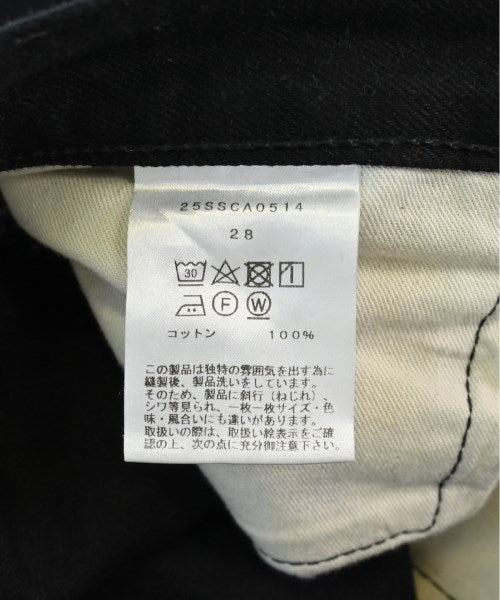 25SSCA0514
28
30
F W
コットン 100%
この製品は独特の雰囲気を出す為に
縫製後、製品洗いをしています。
そのため、製品に斜行（ねじれ）、
シワ等見られ、一枚一枚サイズ・色
味・風合いにも違いがあります。
取扱いの際は、取扱い絵表示をご確
認の上、次の点に充分御注意下さい。